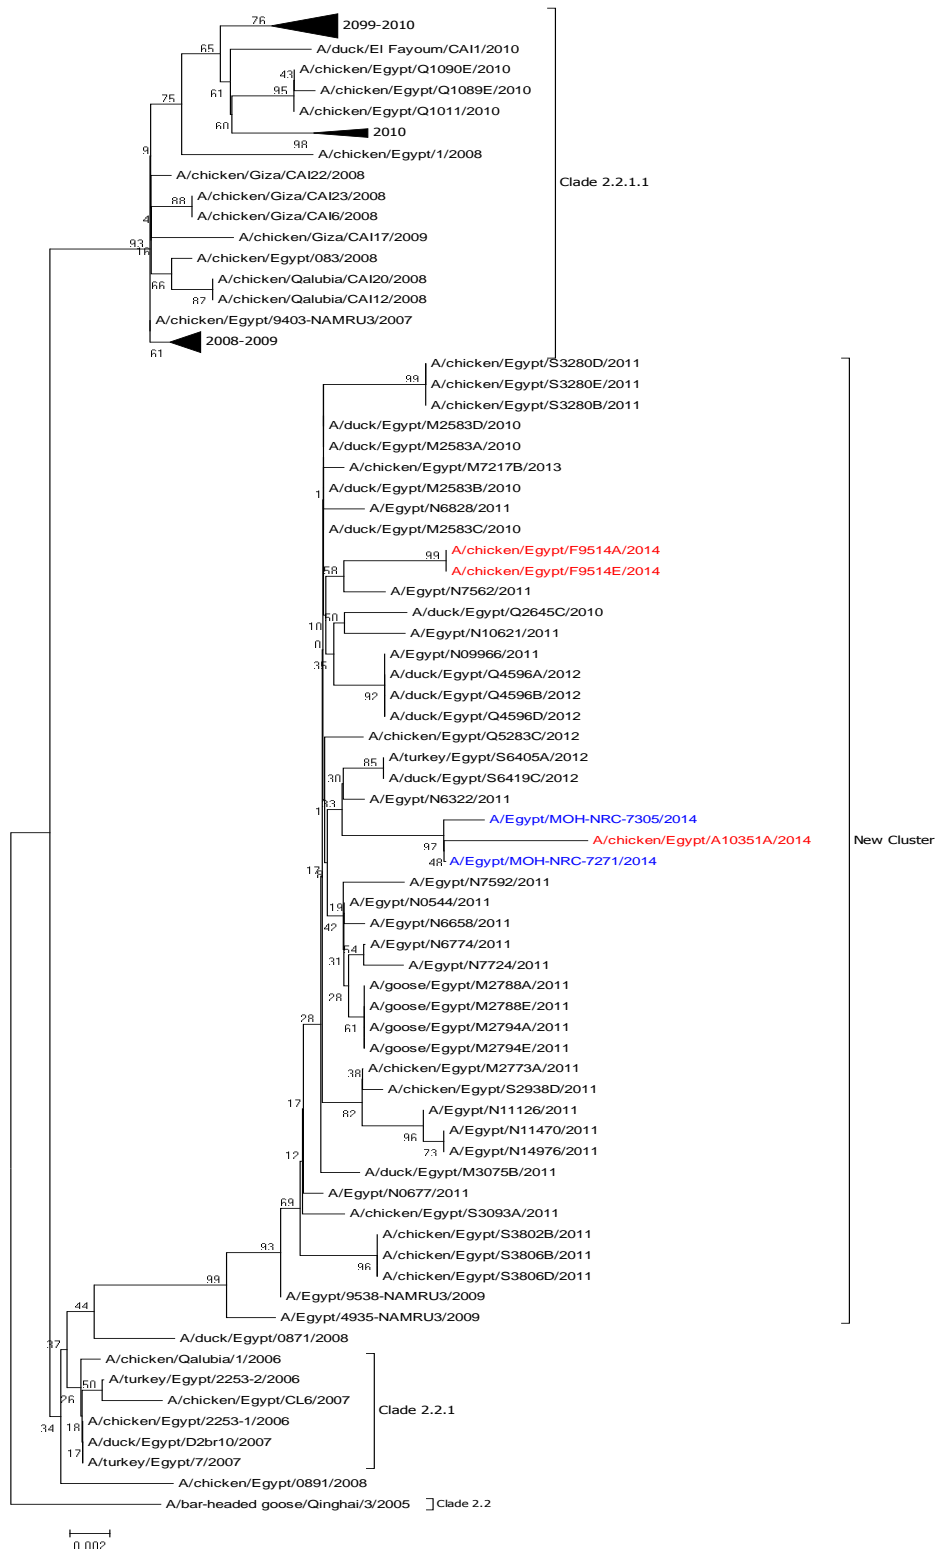 76
2099-2010
65
A/duck/El Fayoum/CAI1/2010
A/chicken/Egypt/Q1090E/2010
43
A/chicken/Egypt/Q1089E/2010
61
95
75
A/chicken/Egypt/Q1011/2010
60
2010
98
A/chicken/Egypt/1/2008
9
A/chicken/Giza/CAI22/2008
Clade 2.2.1.1
A/chicken/Giza/CAI23/2008
88
A/chicken/Giza/CAI6/2008
4
A/chicken/Giza/CAI17/2009
93
16
A/chicken/Egypt/083/2008
A/chicken/Qalubia/CAI20/2008
66
87
A/chicken/Qalubia/CAI12/2008
A/chicken/Egypt/9403-NAMRU3/2007
2008-2009
61
A/chicken/Egypt/S3280D/2011
99
A/chicken/Egypt/S3280E/2011
A/chicken/Egypt/S3280B/2011
A/duck/Egypt/M2583D/2010
A/duck/Egypt/M2583A/2010
A/chicken/Egypt/M7217B/2013
A/duck/Egypt/M2583B/2010
1
A/Egypt/N6828/2011
A/duck/Egypt/M2583C/2010
A/chicken/Egypt/F9514A/2014
99
58
A/chicken/Egypt/F9514E/2014
A/Egypt/N7562/2011
A/duck/Egypt/Q2645C/2010
50
10
A/Egypt/N10621/2011
0
A/Egypt/N09966/2011
35
A/duck/Egypt/Q4596A/2012
92
A/duck/Egypt/Q4596B/2012
A/duck/Egypt/Q4596D/2012
A/chicken/Egypt/Q5283C/2012
A/turkey/Egypt/S6405A/2012
85
30
A/duck/Egypt/S6419C/2012
A/Egypt/N6322/2011
1
33
A/Egypt/MOH-NRC-7305/2014
A/chicken/Egypt/A10351A/2014
New Cluster
97
48
A/Egypt/MOH-NRC-7271/2014
17
A/Egypt/N7592/2011
19
A/Egypt/N0544/2011
42
A/Egypt/N6658/2011
54
A/Egypt/N6774/2011
31
A/Egypt/N7724/2011
A/goose/Egypt/M2788A/2011
28
A/goose/Egypt/M2788E/2011
28
61
A/goose/Egypt/M2794A/2011
A/goose/Egypt/M2794E/2011
38
A/chicken/Egypt/M2773A/2011
A/chicken/Egypt/S2938D/2011
17
82
A/Egypt/N11126/2011
96
A/Egypt/N11470/2011
73
A/Egypt/N14976/2011
12
A/duck/Egypt/M3075B/2011
A/Egypt/N0677/2011
69
A/chicken/Egypt/S3093A/2011
A/chicken/Egypt/S3802B/2011
93
A/chicken/Egypt/S3806B/2011
96
99
A/chicken/Egypt/S3806D/2011
A/Egypt/9538-NAMRU3/2009
44
A/Egypt/4935-NAMRU3/2009
A/duck/Egypt/0871/2008
37
A/chicken/Qalubia/1/2006
A/turkey/Egypt/2253-2/2006
50
26
A/chicken/Egypt/CL6/2007
Clade 2.2.1
A/chicken/Egypt/2253-1/2006
34
18
A/duck/Egypt/D2br10/2007
17
A/turkey/Egypt/7/2007
A/chicken/Egypt/0891/2008
A/bar-headed goose/Qinghai/3/2005
Clade 2.2
0.002